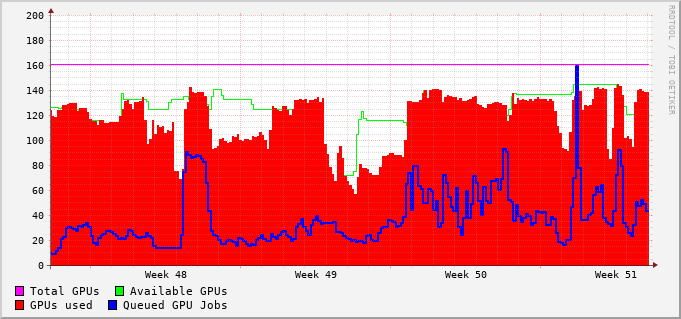 200
180
160
140
120
100
80
60
40
20
0
Week 48 Week 49 Week 50 Week 51
Total GPUs Available GPUs
GPUs used Queued GPU Jobs
RRDTOOL / TOBI OETIKER